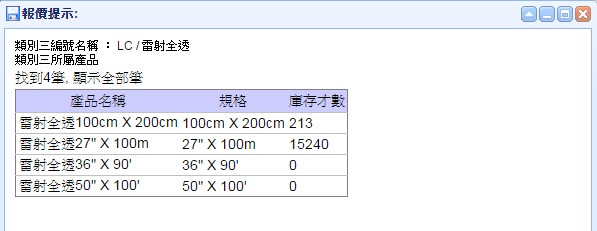 報價提示:
類別三編號名稱 : LC / 雷射全透
類別三所屬產品
找到4筆, 顯示全部筆
產品名稱 規格 庫存才數
雷射全透100cm X 200cm 100cm X 200cm 213
雷射全透27" X 100m 27" X 100m 15240
雷射全透36" X 90' 36" X 90' 0
雷射全透50" X 100' 50" X 100' 0